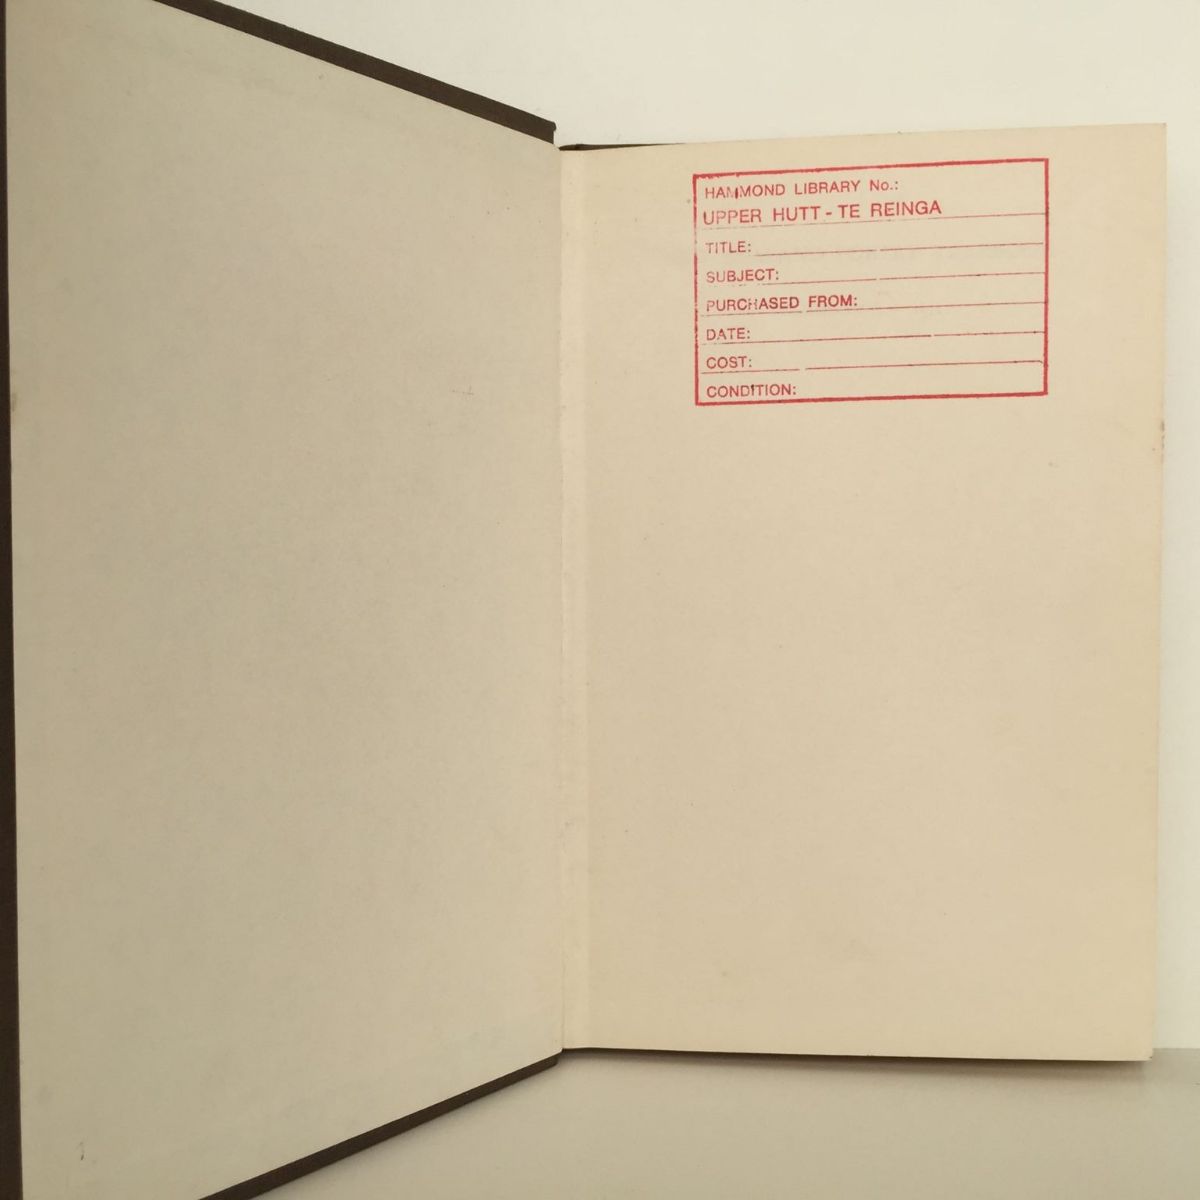 HAMMOND LIBRARY No.:
UPPER HUTT - TE REINGA
TITLE:
SUBJECT:
PURCHASED FROM:
DATE:
COST:
CONDITION: